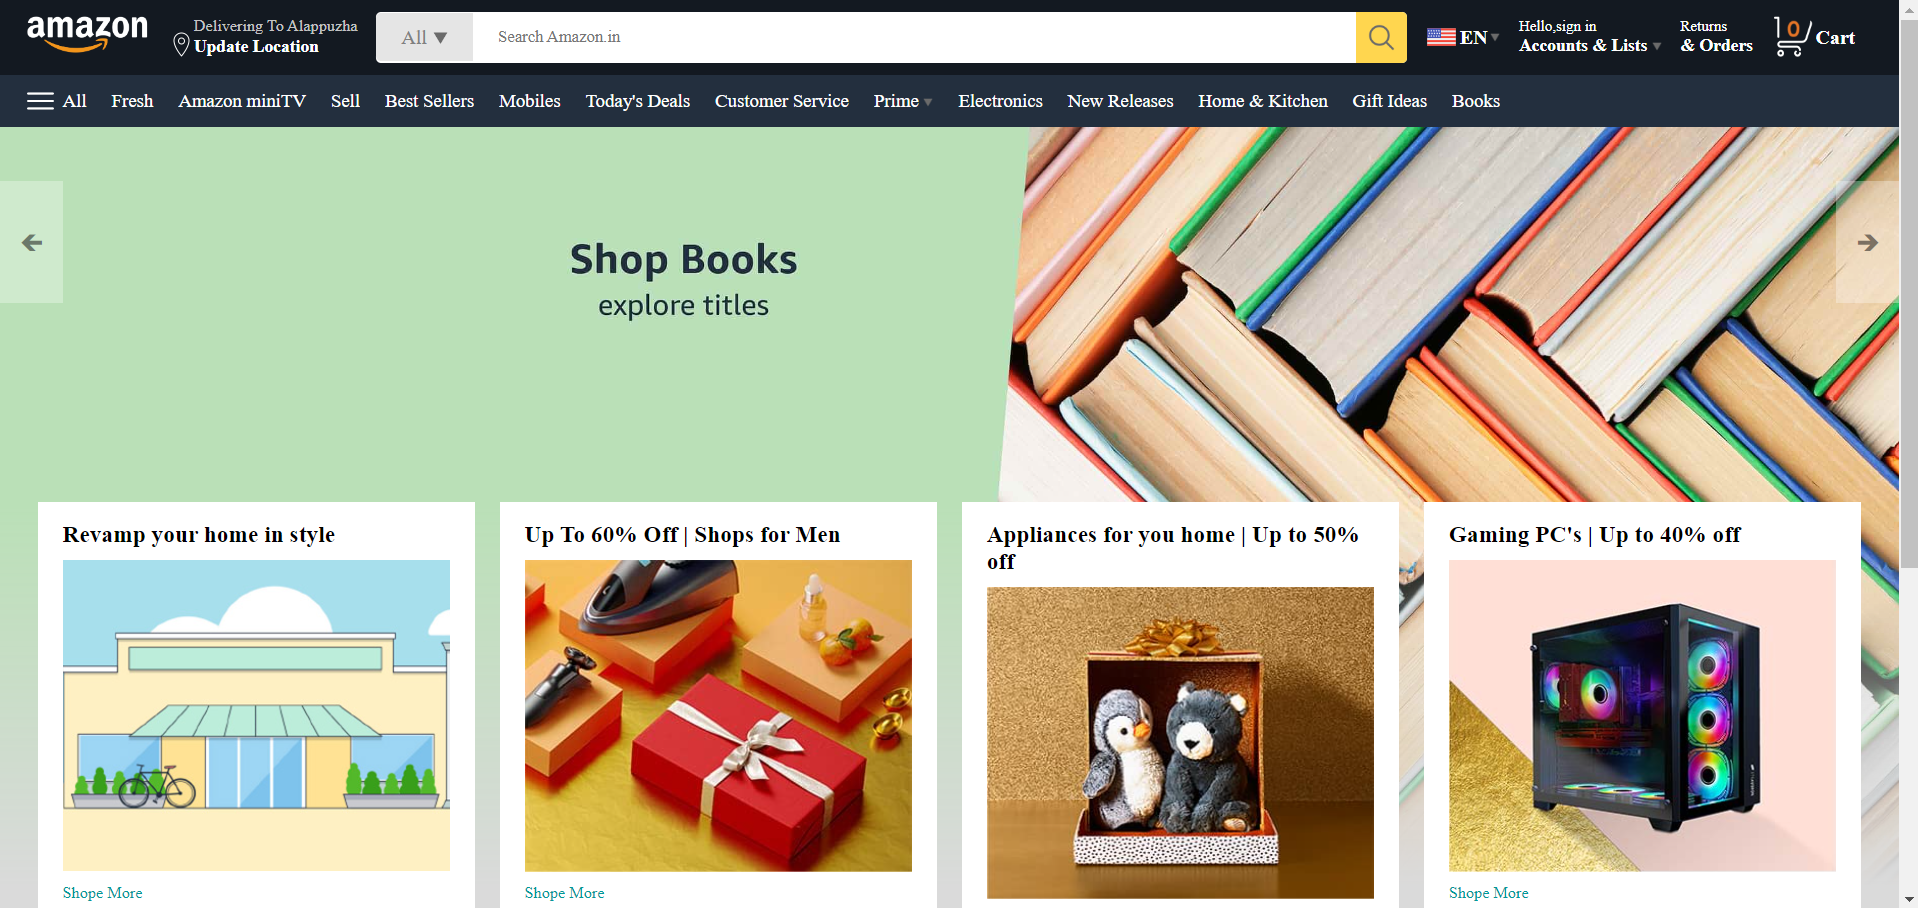 amazon
Delivering To Alappuzha
Update Location
All
Search Amazon.in
EN
Hello,sign in
Accounts & Lists
Returns
& Orders
0
Cart
All Fresh Amazon miniTV Sell Best Sellers Mobiles Today's Deals Customer Service Prime Electronics New Releases Home & Kitchen Gift Ideas Books
Shop Books
explore titles
Revamp your home in style
Shope More
Up To 60% Off | Shops for Men
Shope More
Appliances for you home | Up to 50%
off
Gaming PC's | Up to 40% off
Shope More